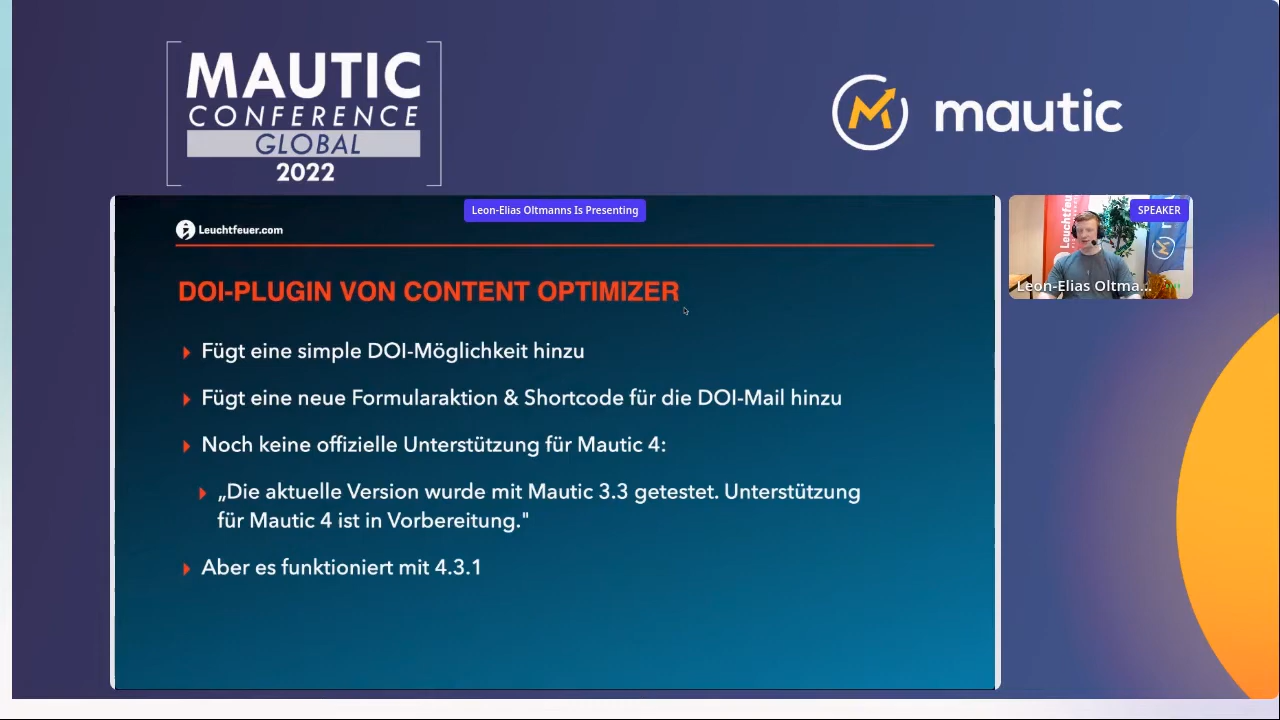 MAUTIC
CONFERENCE
GLOBAL
2022
mautic
Leon-Elias Oltmanns Is Presenting
Leuchtfeuer.com
SPEAKER
Leuchtfeu
Leon-Elias Oltma...
DOI-PLUGIN VON CONTENT OPTIMIZER
Fügt eine simple DOI-Möglichkeit hinzu
Fügt eine neue Formularaktion & Shortcode für die DOI-Mail hinzu
Noch keine offizielle Unterstützung für Mautic 4:
„Die aktuelle Version wurde mit Mautic 3.3 getestet. Unterstützung
für Mautic 4 ist in Vorbereitung."
Aber es funktioniert mit 4.3.1